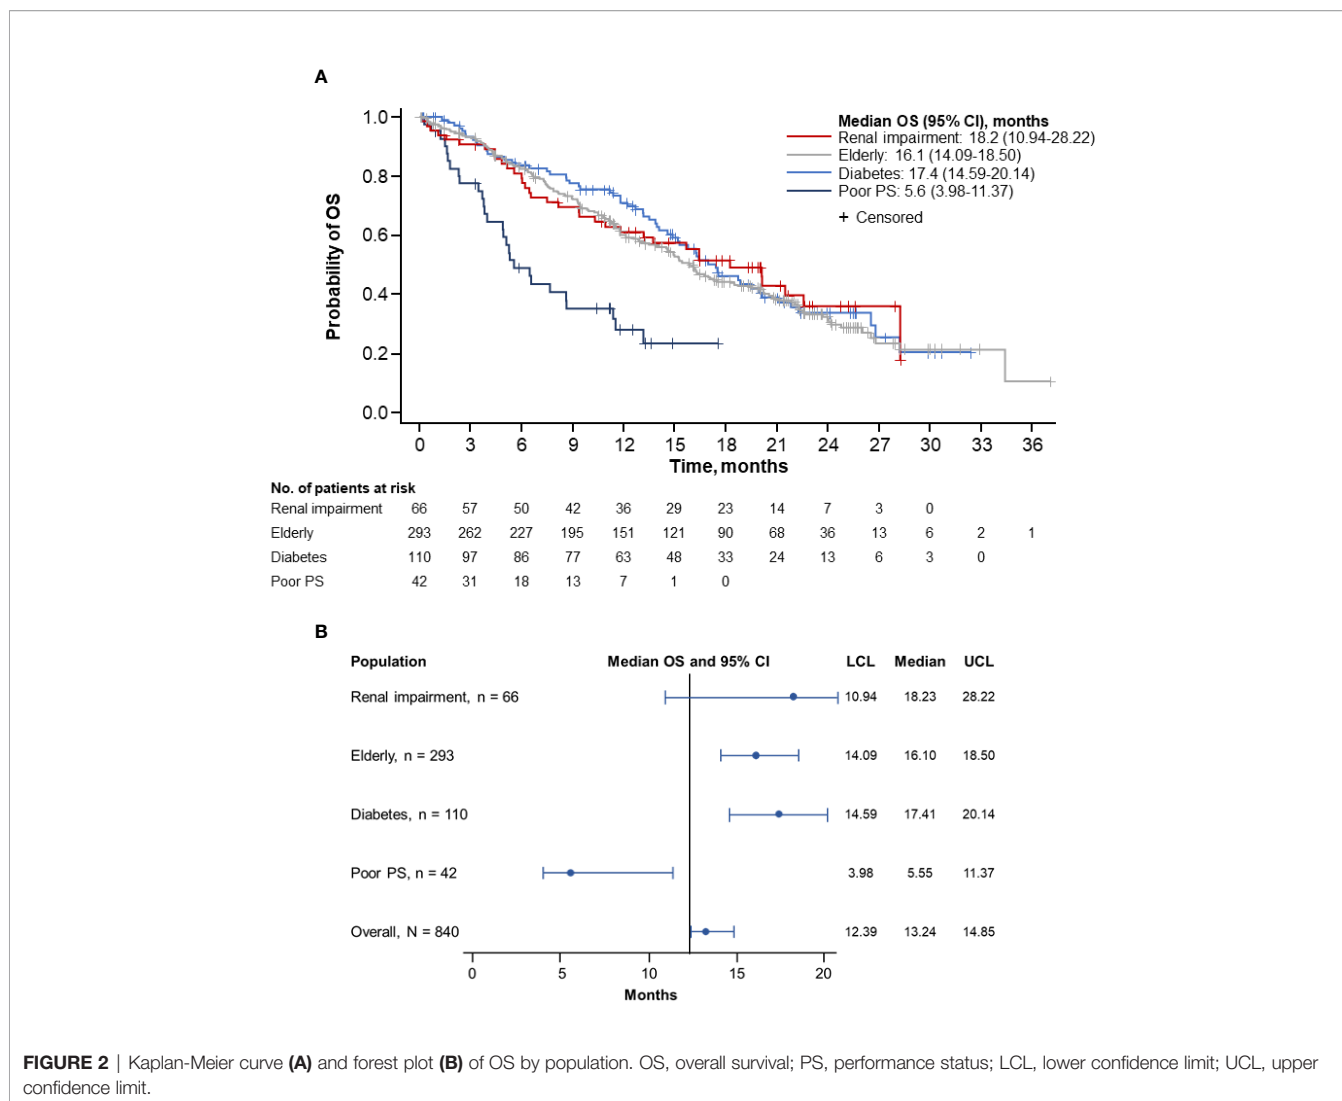 A
Probability of OS
1.0
0.8
0.6
0.4
0.2
0.0
Median OS (95% CI), months
Renal impairment: 18.2 (10.94-28.22)
Elderly: 16.1 (14.09-18.50)
Diabetes: 17.4 (14.59-20.14)
Poor PS: 5.6 (3.98-11.37)
+ Censored
0 3 6 9 12 15 18 21 24 27 30 33 36
Time, months
No. of patients at risk
Renal impairment 66 57 50 42 36 29 23 14 7 3 0
Elderly 293 262 227 195 151 121 90 68 36 13 6 2 1
Diabetes 110 97 86 77 63 48 33 24 13 6 3 0
Poor PS 42 31 18 13 7 1 0
B
Population Median OS and 95% CI LCL Median UCL
Renal impairment, n = 66 10.94 18.23 28.22
Elderly, n = 293 14.09 16.10 18.50
Diabetes, n = 110 14.59 17.41 20.14
Poor PS, n = 42 3.98 5.55 11.37
Overall, N = 840 12.39 13.24 14.85
0 5 10 15 20
Months
FIGURE 2 | Kaplan-Meier curve (A) and forest plot (B) of OS by population. OS, overall survival; PS, performance status; LCL, lower confidence limit; UCL, upper
confidence limit.